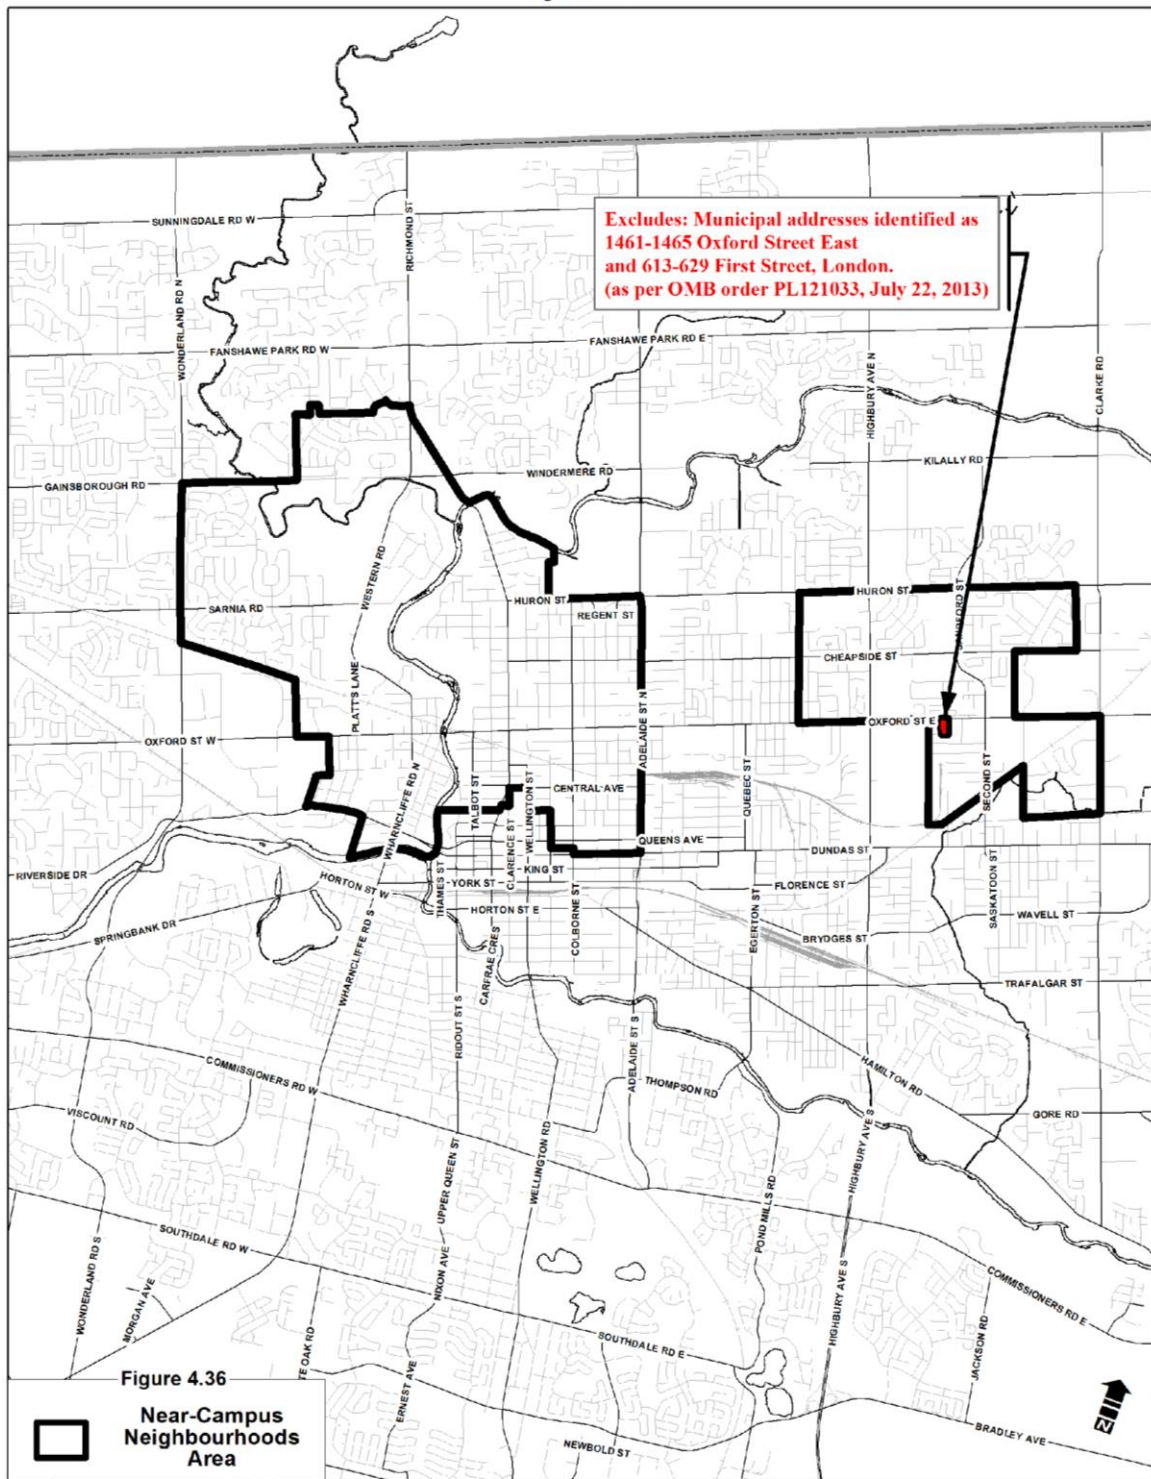 SUNNINGDALE RD W
RICHMOND ST
Excludes: Municipal addresses identified as
1461-1465 Oxford Street East
and 613-629 First Street, London.
(as per OMB order PL121033, July 22, 2013)
WONDERLAND RD N
FANSHAWE PARK RD W
FANSHAWE PARK RD E
HIGHBURY AVE N
CLARKE RD
GAINSBOROUGH RD
WINDERMERE RD
KILALLY RD
WESTERN RD
SARNIA RD
HURON ST
REGENT ST
HURON ST
SANDFORD ST
CHEAPSIDE ST
PLATT'S LANE
ADELAIDE ST N
OXFORD ST W
OXFORD ST E
WHARNCLIFFE RD N
TALBOT ST
CLARENCE ST
WELLINGTON ST
CENTRAL AVE
QUEBEC ST
SECOND ST
QUEENS AVE
DUNDAS ST
RIVERSIDE DR
HORTON ST W
THAMES ST
YORK ST
KING ST
FLORENCE ST
SASKATOON ST
HORTON ST E
COLBORNE ST
EGERTON ST
WAVELL ST
SPRINGBANK DR
BRYDGES ST
WHARNCLIFFE RD S
CARFRAE CRES
TRAFALGAR ST
RIDOUT ST S
ADELAIDE ST S
COMMISSIONERS RD W
THOMPSON RD
HAMILTON RD
VISCOUNT RD
GORE RD
HIGHBURY AVE S
UPPER QUEEN ST
WELLINGTON RD
POND MILLS RD
SOUTHDALE RD W
NIXON AVE
WONDERLAND RD S
MORGAN AVE
HIGHBURY AVE S
COMMISSIONERS RD E
SOUTHDALE RD E
JACKSON RD
TE OAK RD
ERNEST AVE
NEWBOLD ST
BRADLEY AVE
N
Figure 4.36
Near-Campus
Neighbourhoods
Area